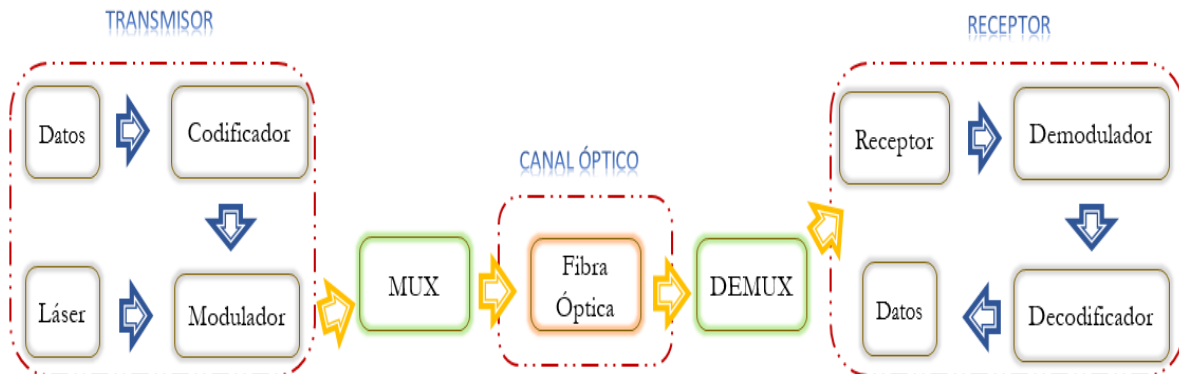 TRANSMISOR
Datos
Codificador
Láser
Modulador
MUX
CANAL ÓPTICO
Fibra
Óptica
DEMUX
RECEPTOR
Receptor
Demodulador
Datos
Decodificador